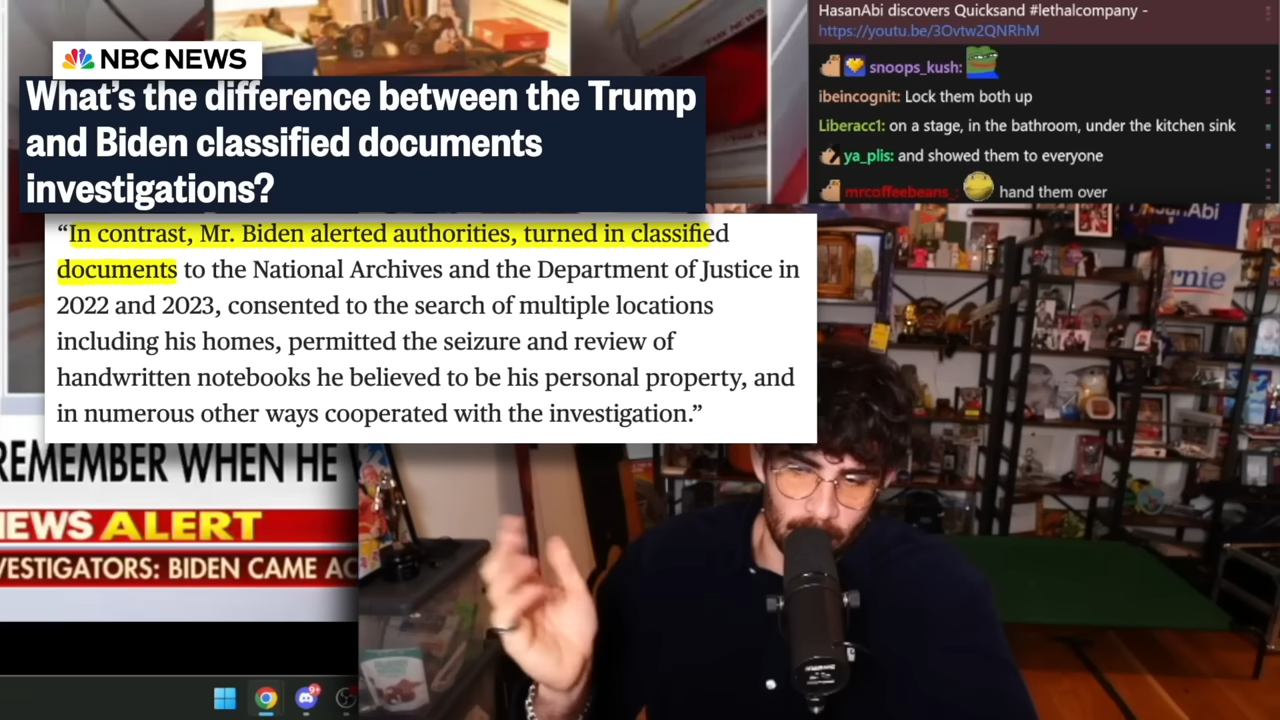 NBC NEWS
What's the difference between the Trump
and Biden classified documents
investigations?
“In contrast, Mr. Biden alerted authorities, turned in classified
documents to the National Archives and the Department of Justice in
2022 and 2023, consented to the search of multiple locations
including his homes, permitted the seizure and review of
handwritten notebooks he believed to be his personal property, and
in numerous other ways cooperated with the investigation.”
HasanAbi discovers Quicksand #lethalcompany -
https://youtu.be/3Ovtw2QNRhM
snoops_kush:
ibeincognit: Lock them both up
Liberacc1: on a stage, in the bathroom, under the kitchen sink
ya_plis: and showed them to everyone
mrcoffeebeans_: hand them over
REMEMBER WHEN HE
NEWS ALERT
VESTIGATORS: BIDEN CAME AC
sanAbi
rnie
9+